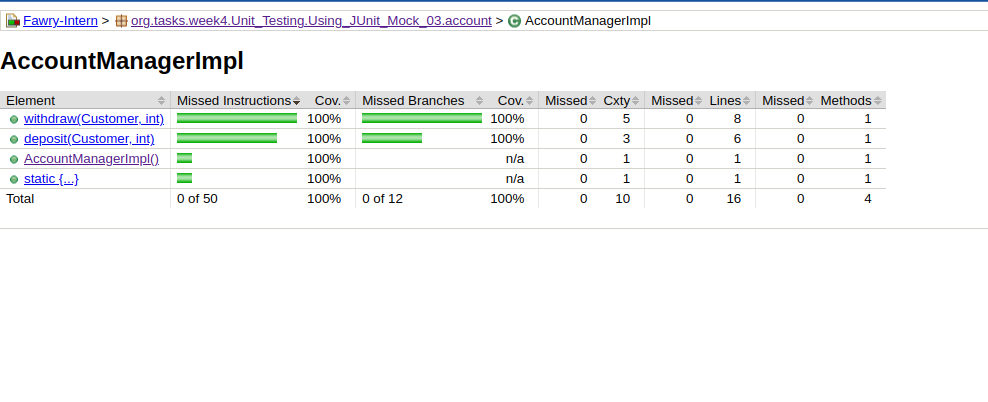 Fawry-Intern > org.tasks.week4.Unit_Testing.Using_JUnit_Mock_03.account > AccountManagerImpl
AccountManagerImpl
Element Missed Instructions Cov. Missed Branches Cov. Missed Cxty Missed Lines Missed Methods
withdraw(Customer, int) 100% 100% 0 5 0 8 0 1
deposit(Customer, int) 100% 100% 0 3 0 6 0 1
AccountManagerImpl() 100% n/a 0 1 0 1 0 1
static {...} 100% n/a 0 1 0 1 0 1
Total 0 of 50 100% 0 of 12 100% 0 10 0 16 0 4